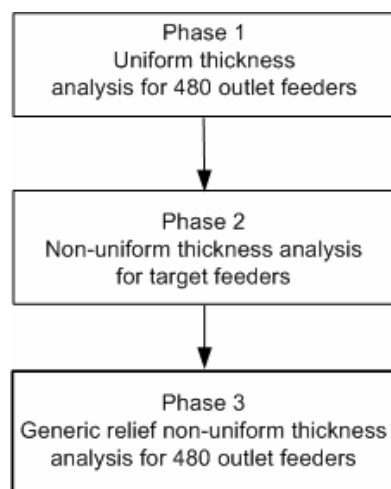 Phase 1
Uniform thickness
analysis for 480 outlet feeders
Phase 2
Non-uniform thickness analysis
for target feeders
Phase 3
Generic relief non-uniform thickness
analysis for 480 outlet feeders